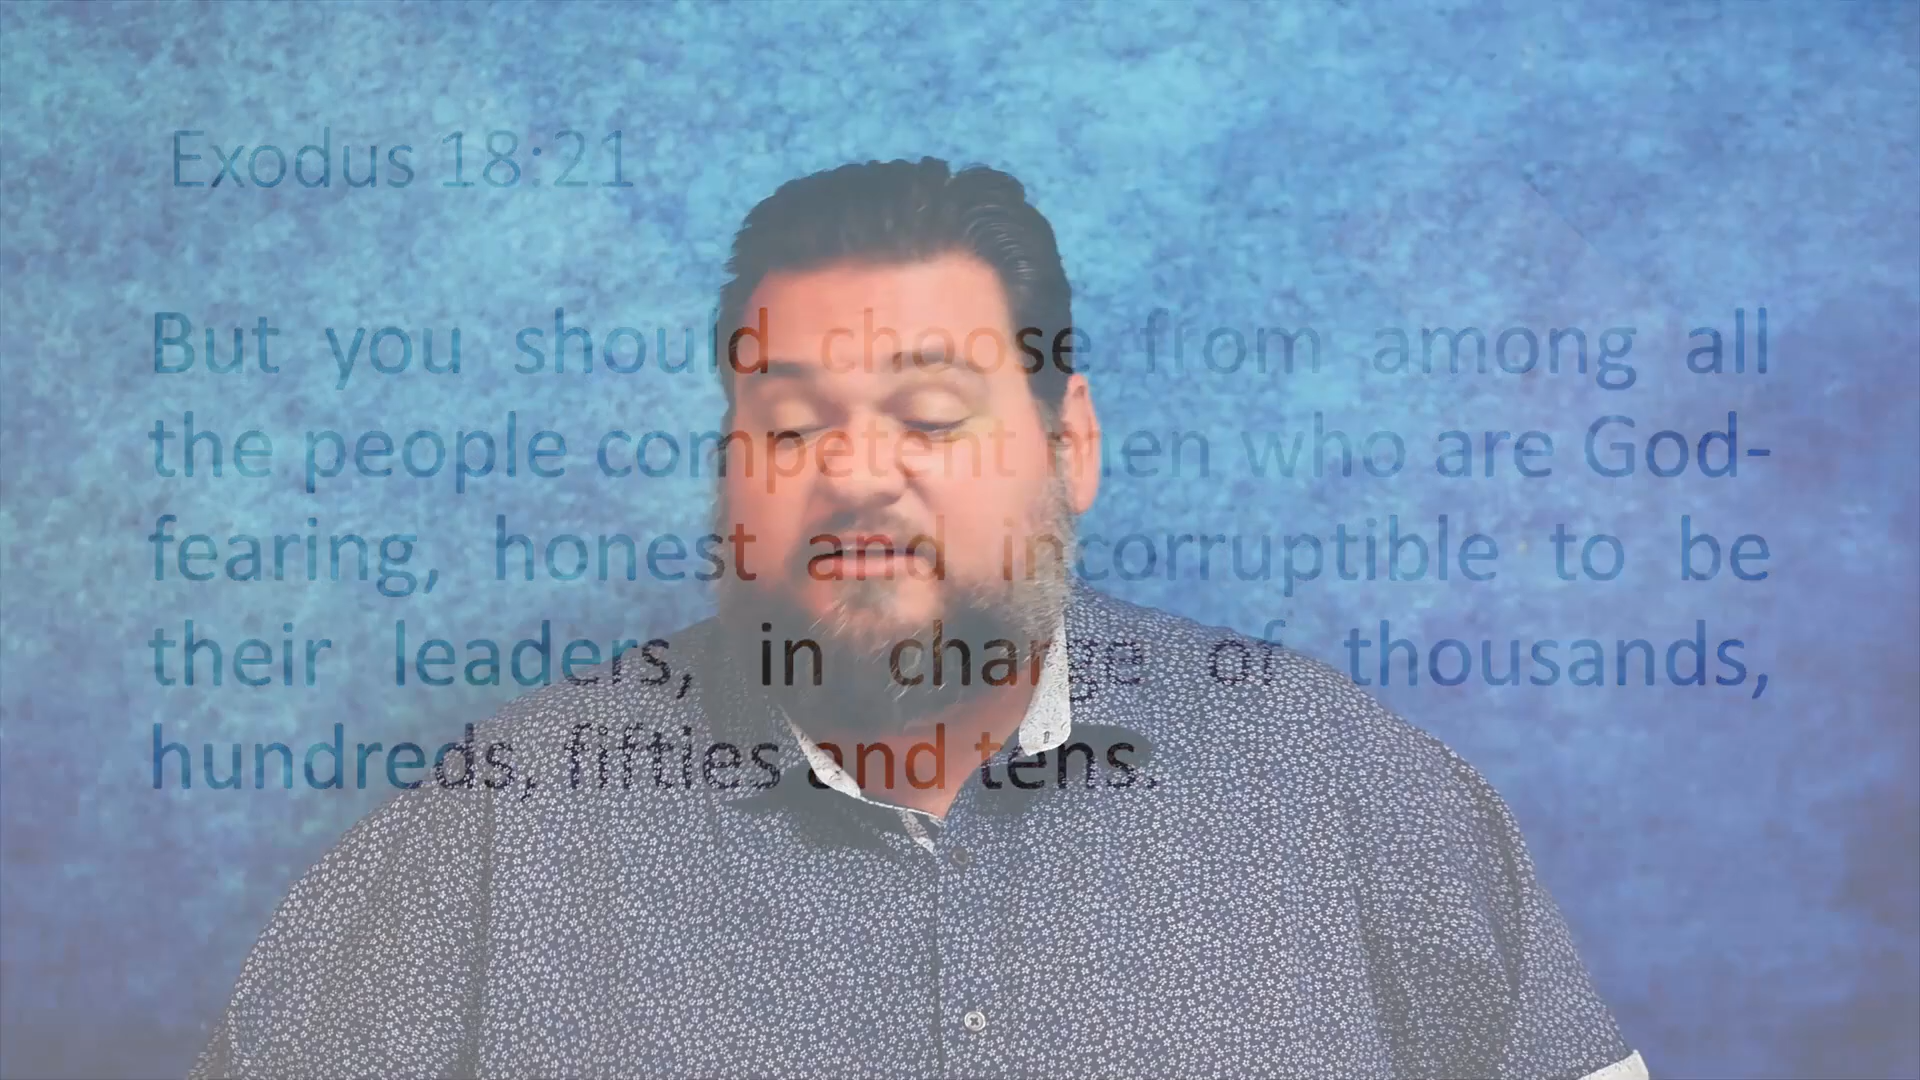 Exodus 18:21
But you should choose from among all
the people competent men who are God-
fearing, honest and incorruptible to be
their leaders, in charge of thousands,
hundreds, fifties and tens.